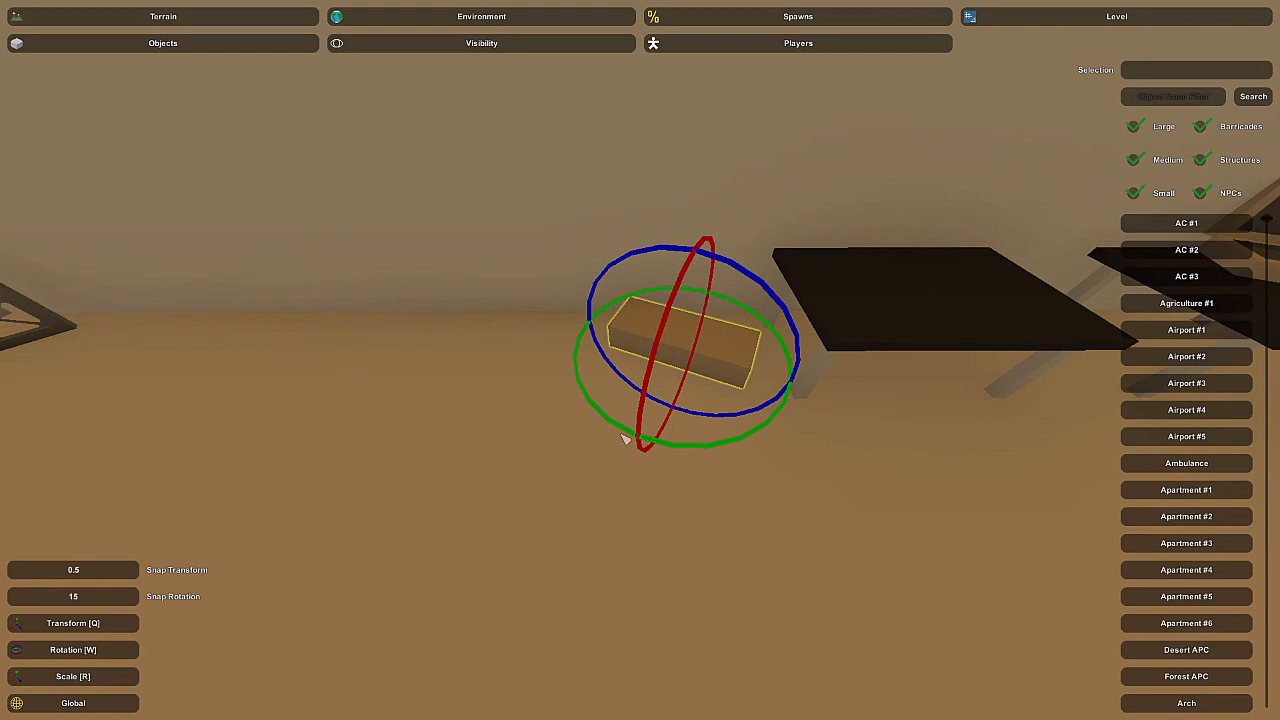 Terrain
Environment
Spawns
Level
Objects
Visibility
Players
Selection
Object Name Filter
Search
Large
Barricades
Medium
Structures
Small
NPCs
AC #1
AC #2
AC #3
Agriculture #1
Airport #1
Airport #2
Airport #3
Airport #4
Airport #5
Ambulance
Apartment #1
Apartment #2
Apartment #3
Apartment #4
Apartment #5
Apartment #6
Desert APC
Forest APC
Arch
0.5 Snap Transform
15 Snap Rotation
Transform [Q]
Rotation [W]
Scale [R]
Global